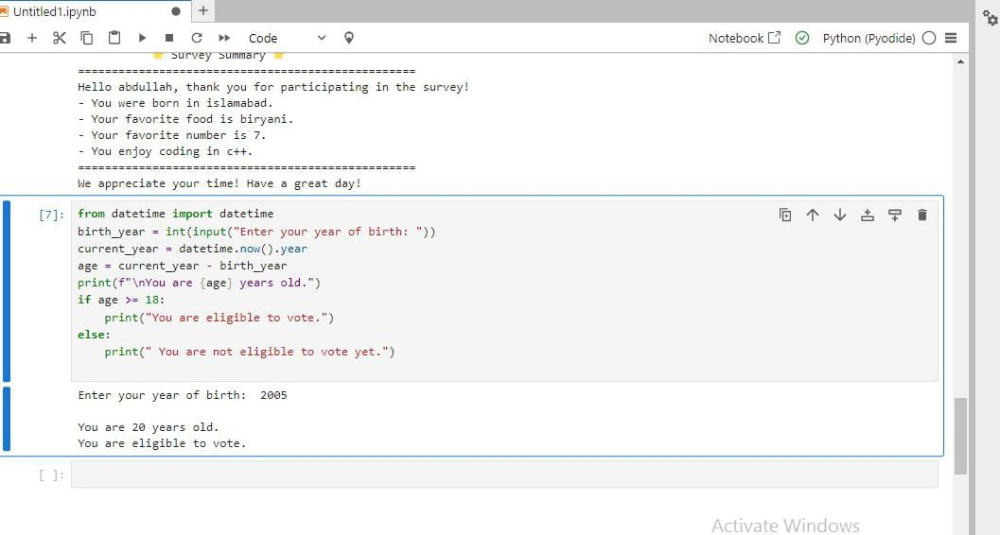 Untitled1.ipynb
Code
Notebook
Python (Pyodide)
Survey Summary
==================================================
Hello abdullah, thank you for participating in the survey!
- You were born in islamabad.
- Your favorite food is biryani.
- Your favorite number is 7.
- You enjoy coding in c++.
==================================================
We appreciate your time! Have a great day!
[7]:
from datetime import datetime
birth_year = int(input("Enter your year of birth: "))
current_year = datetime.now().year
age = current_year - birth_year
print(f"\nYou are {age} years old.")
if age >= 18:
    print("You are eligible to vote.")
else:
    print(" You are not eligible to vote yet.")
Enter your year of birth:  2005
You are 20 years old.
You are eligible to vote.
[ ]:
Activate Windows